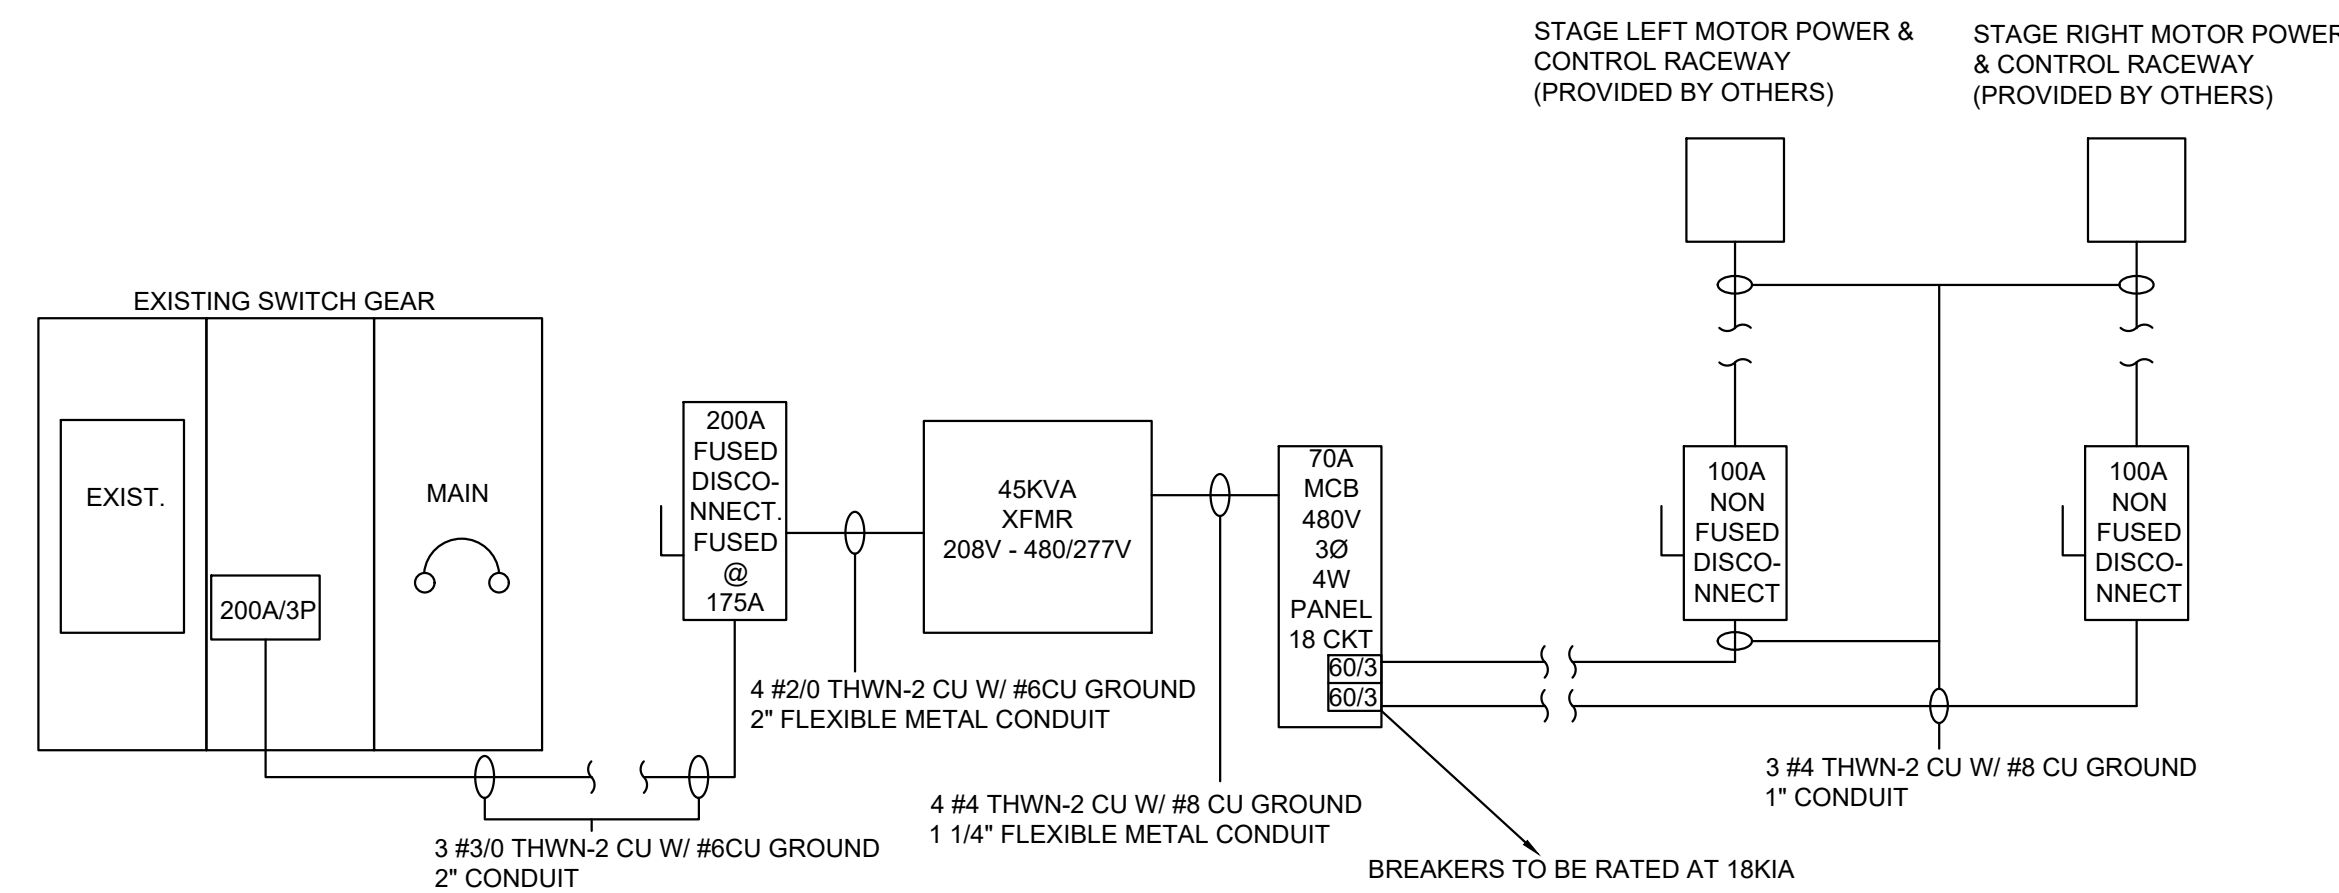 STAGE LEFT MOTOR POWER &
CONTROL RACEWAY
(PROVIDED BY OTHERS)
STAGE RIGHT MOTOR POWER
& CONTROL RACEWAY
(PROVIDED BY OTHERS)
EXISTING SWITCH GEAR
EXIST.
200A/3P
MAIN
200A
FUSED
DISCO-
NNECT.
FUSED
@
175A
45KVA
XFMR
208V - 480/277V
70A
MCB
480V
3Ø
4W
PANEL
18 CKT
60/3
60/3
100A
NON
FUSED
DISCO-
NNECT
100A
NON
FUSED
DISCO-
NNECT
4 #2/0 THWN-2 CU W/ #6CU GROUND
2" FLEXIBLE METAL CONDUIT
3 #4 THWN-2 CU W/ #8 CU GROUND
1" CONDUIT
4 #4 THWN-2 CU W/ #8 CU GROUND
1 1/4" FLEXIBLE METAL CONDUIT
3 #3/0 THWN-2 CU W/ #6CU GROUND
2" CONDUIT
BREAKERS TO BE RATED AT 18KIA